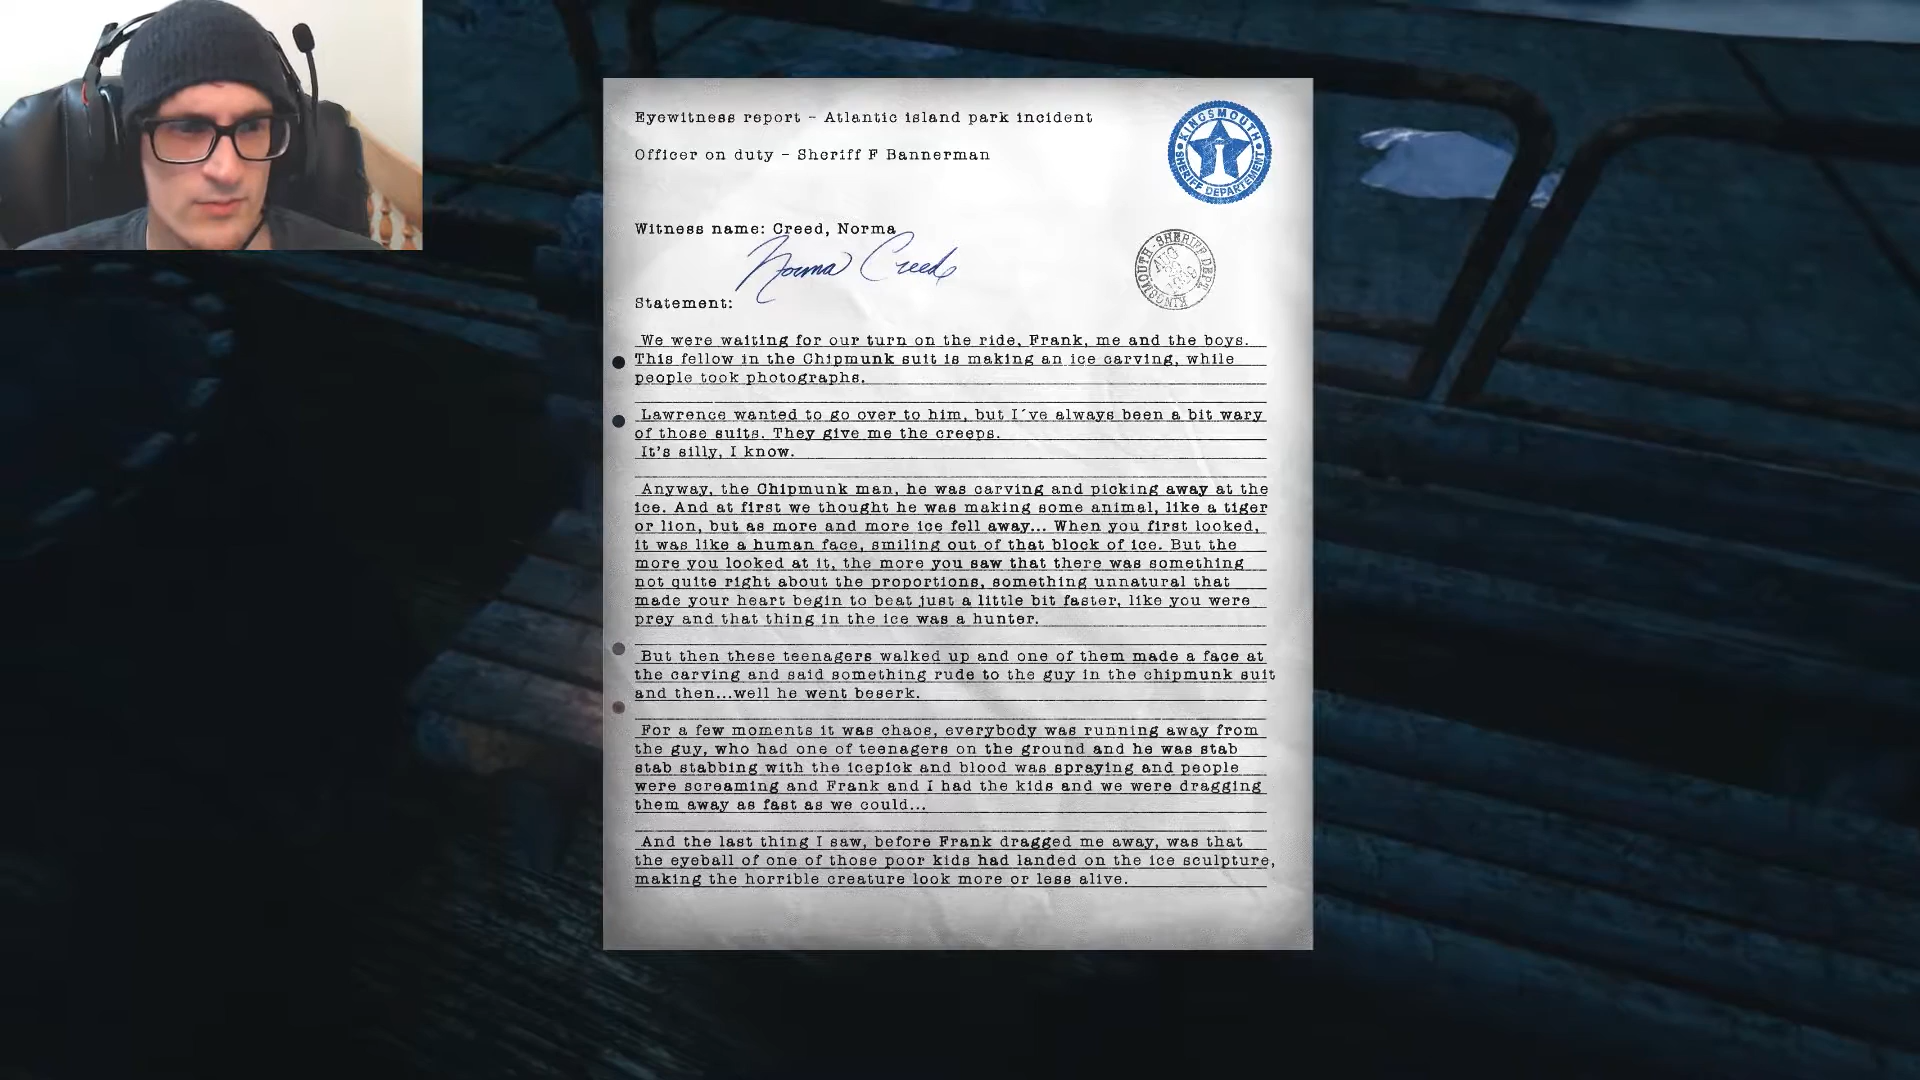 Eyewitness report - Atlantic island park incident
KINGSMOUTH
SHERIFF DEPARTEMENT
Officer on duty - Sheriff F Bannerman
Witness name: Creed, Norma
Norma Creed
KINGSMOUTH - SHERIFF DEPT
AUG
Statement:
We were waiting for our turn on the ride, Frank, me and the boys.
This fellow in the Chipmunk suit is making an ice carving, while
people took photographs.
Lawrence wanted to go over to him, but I´ve always been a bit wary
of those suits. They give me the creeps.
It's silly, I know.
Anyway, the Chipmunk man, he was carving and picking away at the
ice. And at first we thought he was making some animal, like a tiger
or lion, but as more and more ice fell away... When you first looked,
it was like a human face, smiling out of that block of ice. But the
more you looked at it, the more you saw that there was something
not quite right about the proportions, something unnatural that
made your heart begin to beat just a little bit faster, like you were
prey and that thing in the ice was a hunter.
But then these teenagers walked up and one of them made a face at
the carving and said something rude to the guy in the chipmunk suit
and then...well he went beserk.
For a few moments it was chaos, everybody was running away from
the guy, who had one of teenagers on the ground and he was stab
stab stabbing with the icepick and blood was spraying and people
were screaming and Frank and I had the kids and we were dragging
them away as fast as we could...
And the last thing I saw, before Frank dragged me away, was that
the eyeball of one of those poor kids had landed on the ice sculpture,
making the horrible creature look more or less alive.